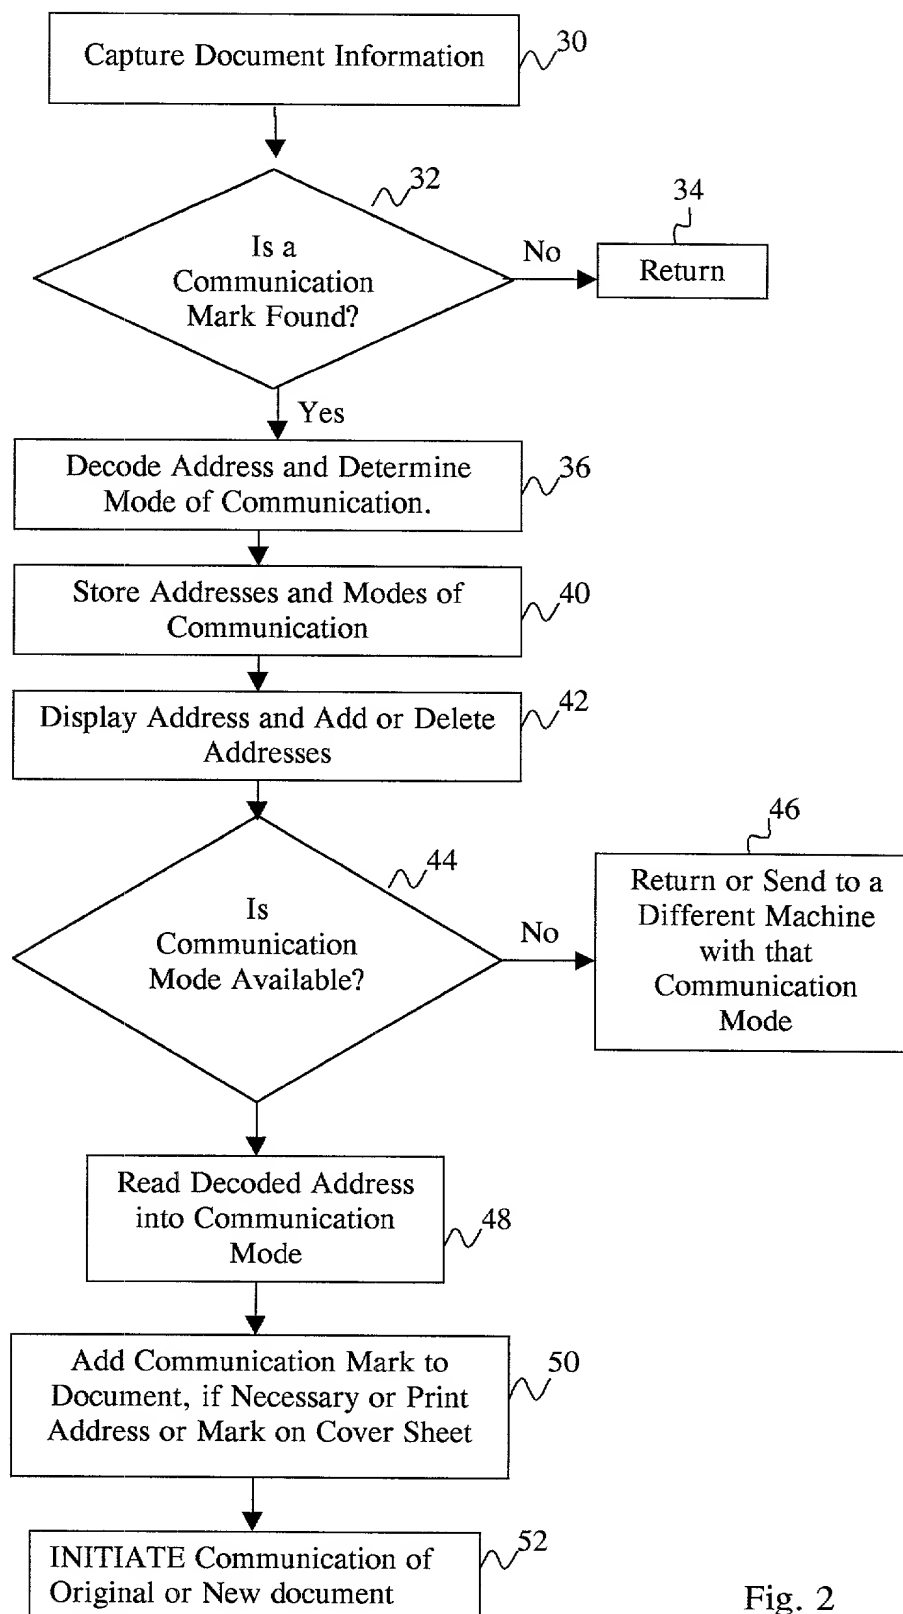 Capture Document Information
30
32
Is a
Communication
Mark Found?
No
34
Return
Yes
Decode Address and Determine
Mode of Communication.
36
Store Addresses and Modes of
Communication
40
Display Address and Add or Delete
Addresses
42
44
Is
Communication
Mode Available?
No
46
Return or Send to a
Different Machine
with that
Communication
Mode
Read Decoded Address
into Communication
Mode
48
Add Communication Mark to
Document, if Necessary or Print
Address or Mark on Cover Sheet
50
INITIATE Communication of
Original or New document
52
Fig. 2